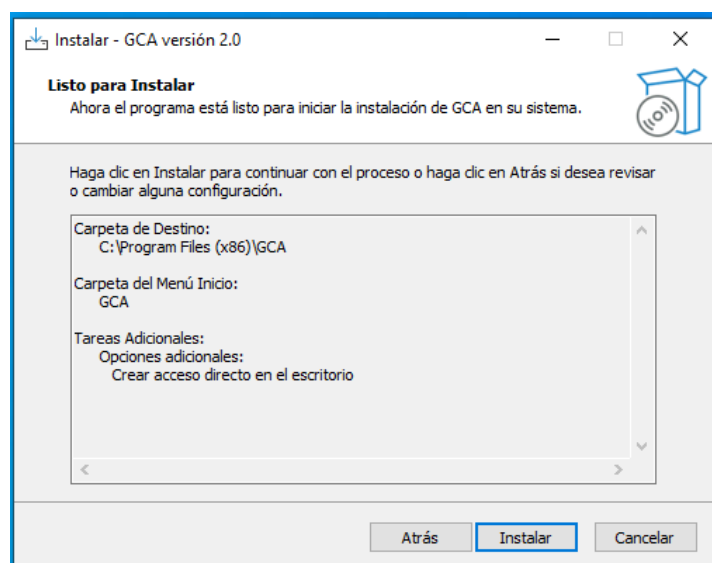 Instalar - GCA versión 2.0
Listo para Instalar
Ahora el programa está listo para iniciar la instalación de GCA en su sistema.
Haga clic en Instalar para continuar con el proceso o haga clic en Atrás si desea revisar
o cambiar alguna configuración.
Carpeta de Destino:
C:\Program Files (x86)\GCA
Carpeta del Menú Inicio:
GCA
Tareas Adicionales:
Opciones adicionales:
Crear acceso directo en el escritorio
Atrás Instalar Cancelar